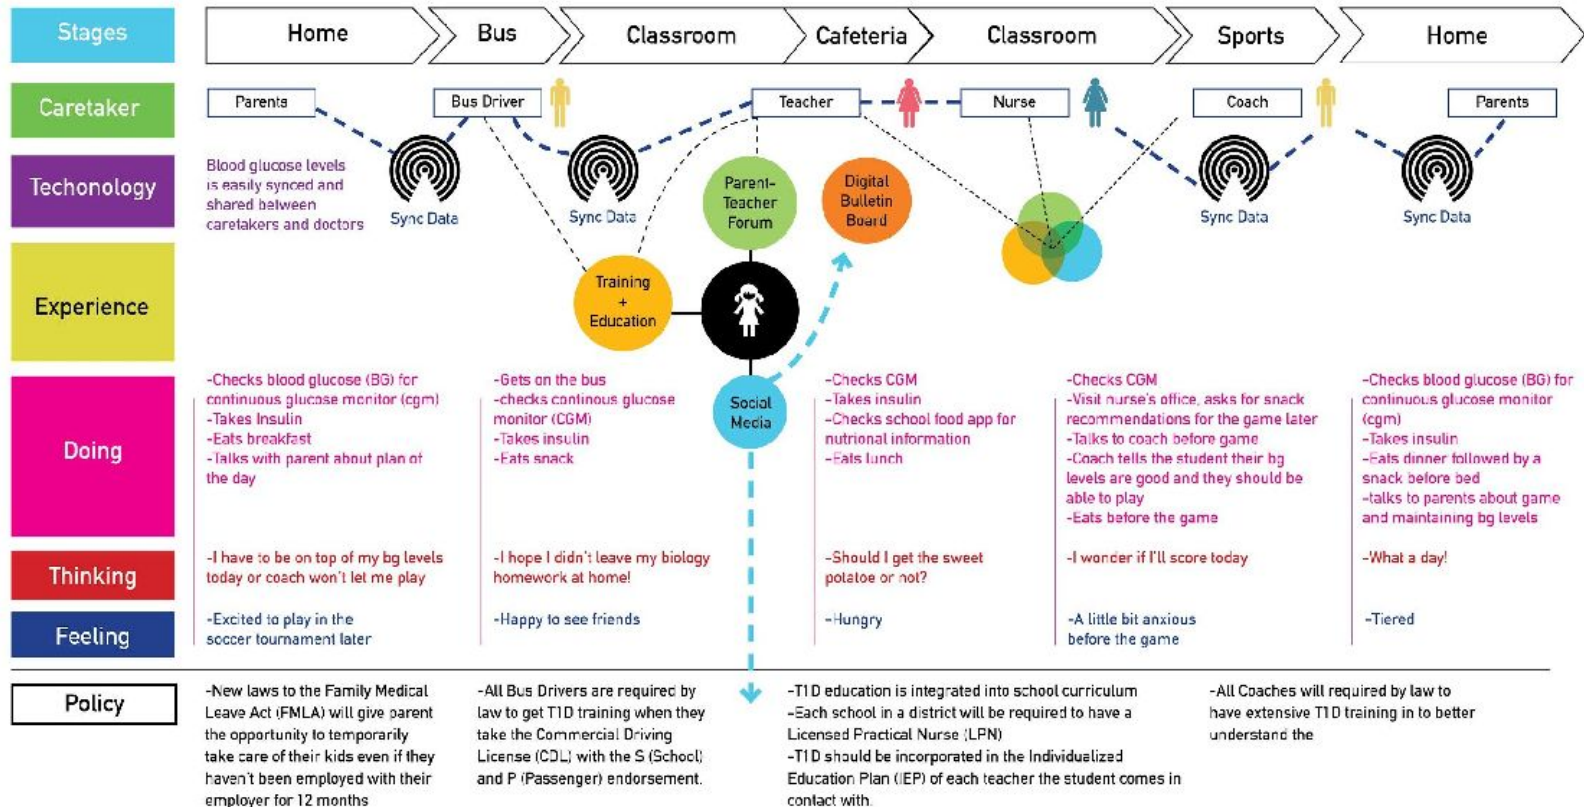 Stages
Home
Bus
Classroom
Cafeteria
Classroom
Sports
Home
Caretaker
Parents
Bus Driver
Teacher
Nurse
Coach
Parents
Techonology
Blood glucose levels
is easily synced and
shared between
caretakers and doctors
Sync Data
Sync Data
Parent-
Teacher
Forum
Digital
Bulletin
Board
Sync Data
Sync Data
Experience
Training
+
Education
Social
Media
Doing
-Checks blood glucose (BG) for
continuous glucose monitor (cgm)
-Takes Insulin
-Eats breakfast
-Talks with parent about plan of
the day
-Gets on the bus
-checks continous glucose
monitor (CGM)
-Takes insulin
-Eats snack
-Checks CGM
-Takes insulin
-Checks school food app for
nutrional information
-Eats lunch
-Checks CGM
-Visit nurse's office, asks for snack
recommendations for the game later
-Talks to coach before game
-Coach tells the student their bg
levels are good and they should be
able to play
-Eats before the game
-Checks blood glucose (BG) for
continuous glucose monitor
(cgm)
-Takes insulin
-Eats dinner followed by a
snack before bed
-talks to parents about game
and maintaining bg levels
Thinking
-I have to be on top of my bg levels
today or coach won't let me play
-I hope I didn't leave my biology
homework at home!
-Should I get the sweet
potatoe or not?
-I wonder if I'll score today
-What a day!
Feeling
-Excited to play in the
soccer tournament later
-Happy to see friends
-Hungry
-A little bit anxious
before the game
-Tiered
Policy
-New laws to the Family Medical
Leave Act (FMLA) will give parent
the opportunity to temporarily
take care of their kids even if they
haven't been employed with their
employer for 12 months
-All Bus Drivers are required by
law to get T1D training when they
take the Commercial Driving
License (CDL) with the S (School)
and P (Passenger) endorsement.
-T1D education is integrated into school curriculum
-Each school in a district will be required to have a
Licensed Practical Nurse (LPN)
-T1D should be incorporated in the Individualized
Education Plan (IEP) of each teacher the student comes in
contact with.
-All Coaches will required by law to
have extensive T1D training in to better
understand the